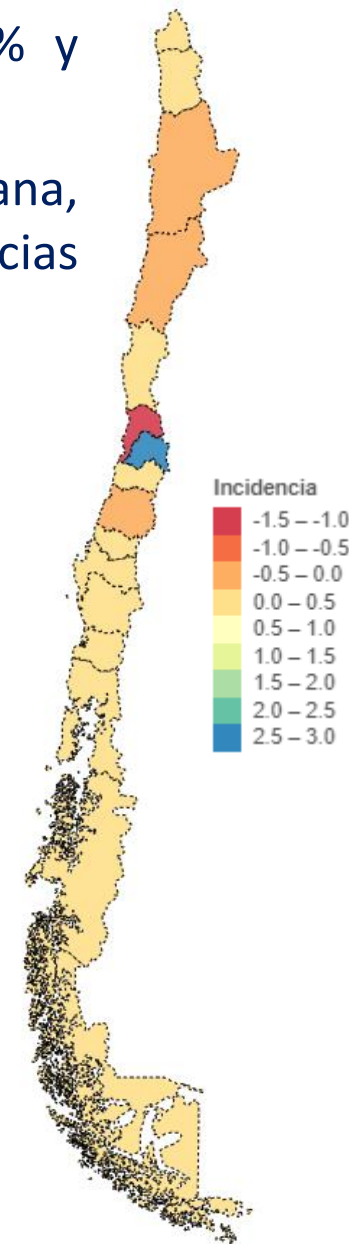 % y
ana,
cias
Incidencia
-1.5 – -1.0
-1.0 – -0.5
-0.5 – 0.0
0.0 – 0.5
0.5 – 1.0
1.0 – 1.5
1.5 – 2.0
2.0 – 2.5
2.5 – 3.0